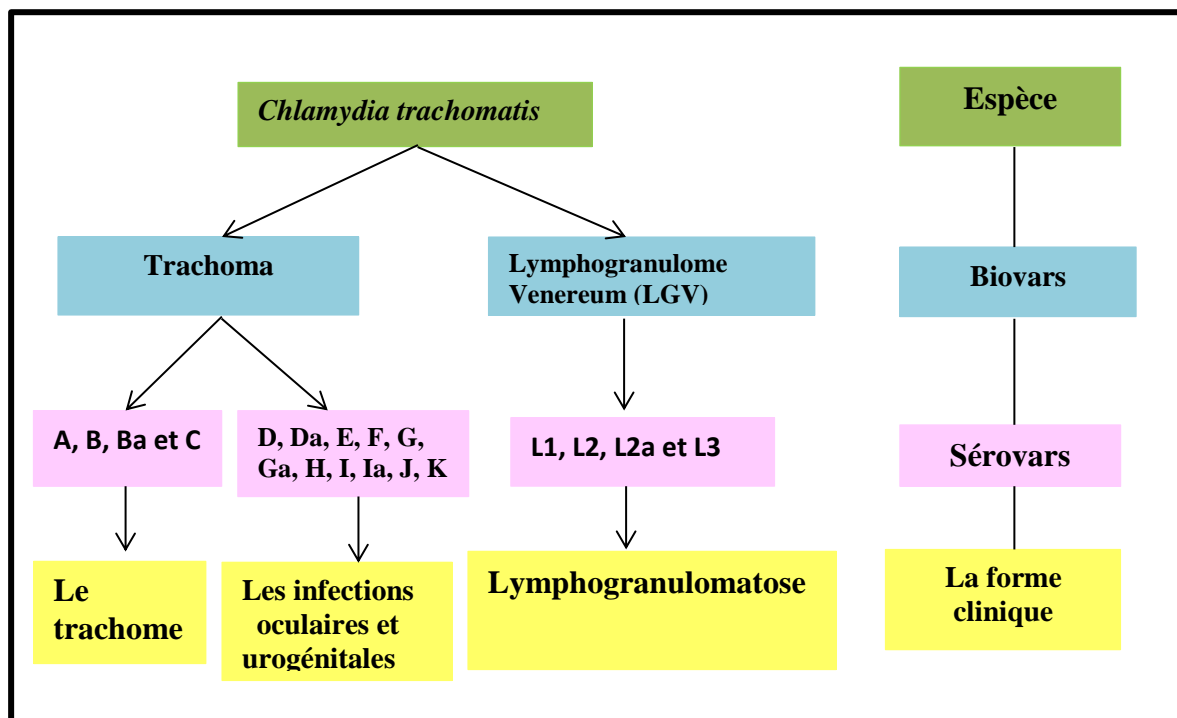 Chlamydia trachomatis
Espèce
Trachoma
Lymphogranulome
Venereum (LGV)
Biovars
A, B, Ba et C
D, Da, E, F, G,
Ga, H, I, Ia, J, K
L1, L2, L2a et L3
Sérovars
Le
trachome
Les infections
oculaires et
urogénitales
Lymphogranulomatose
La forme
clinique